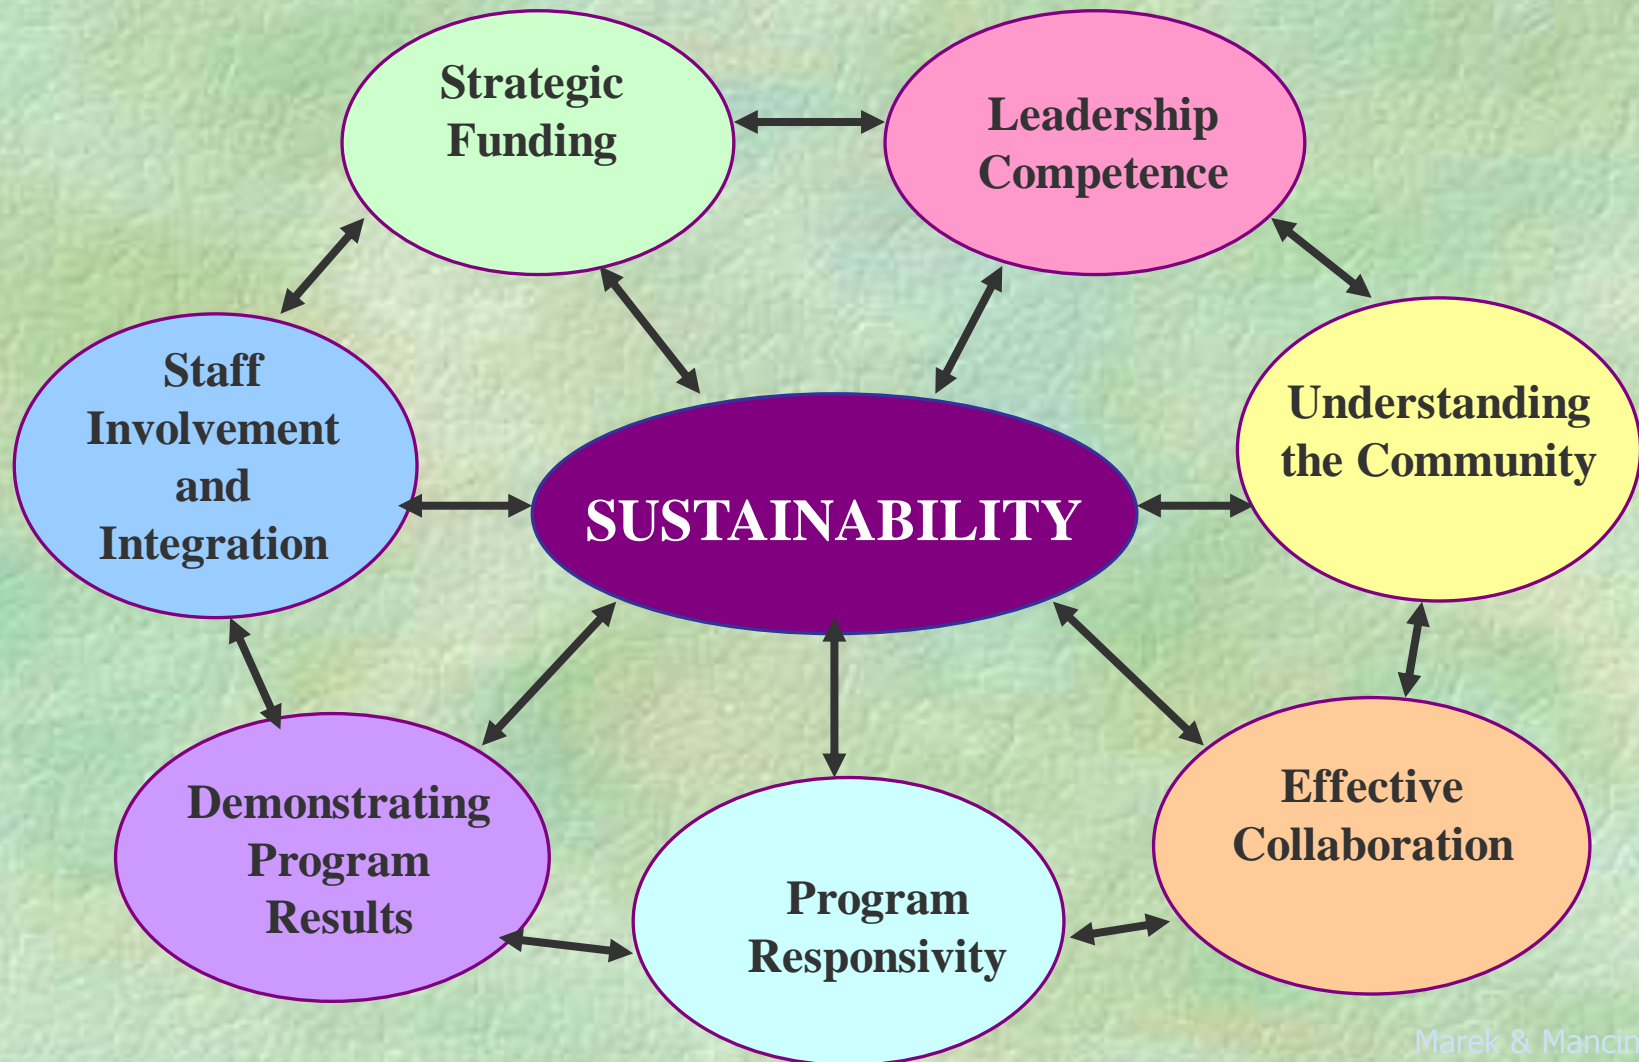 Strategic
Funding
Leadership
Competence
Staff
Involvement
and
Integration
SUSTAINABILITY
Understanding
the Community
Demonstrating
Program
Results
Program
Responsivity
Effective
Collaboration
Marek & Mancin